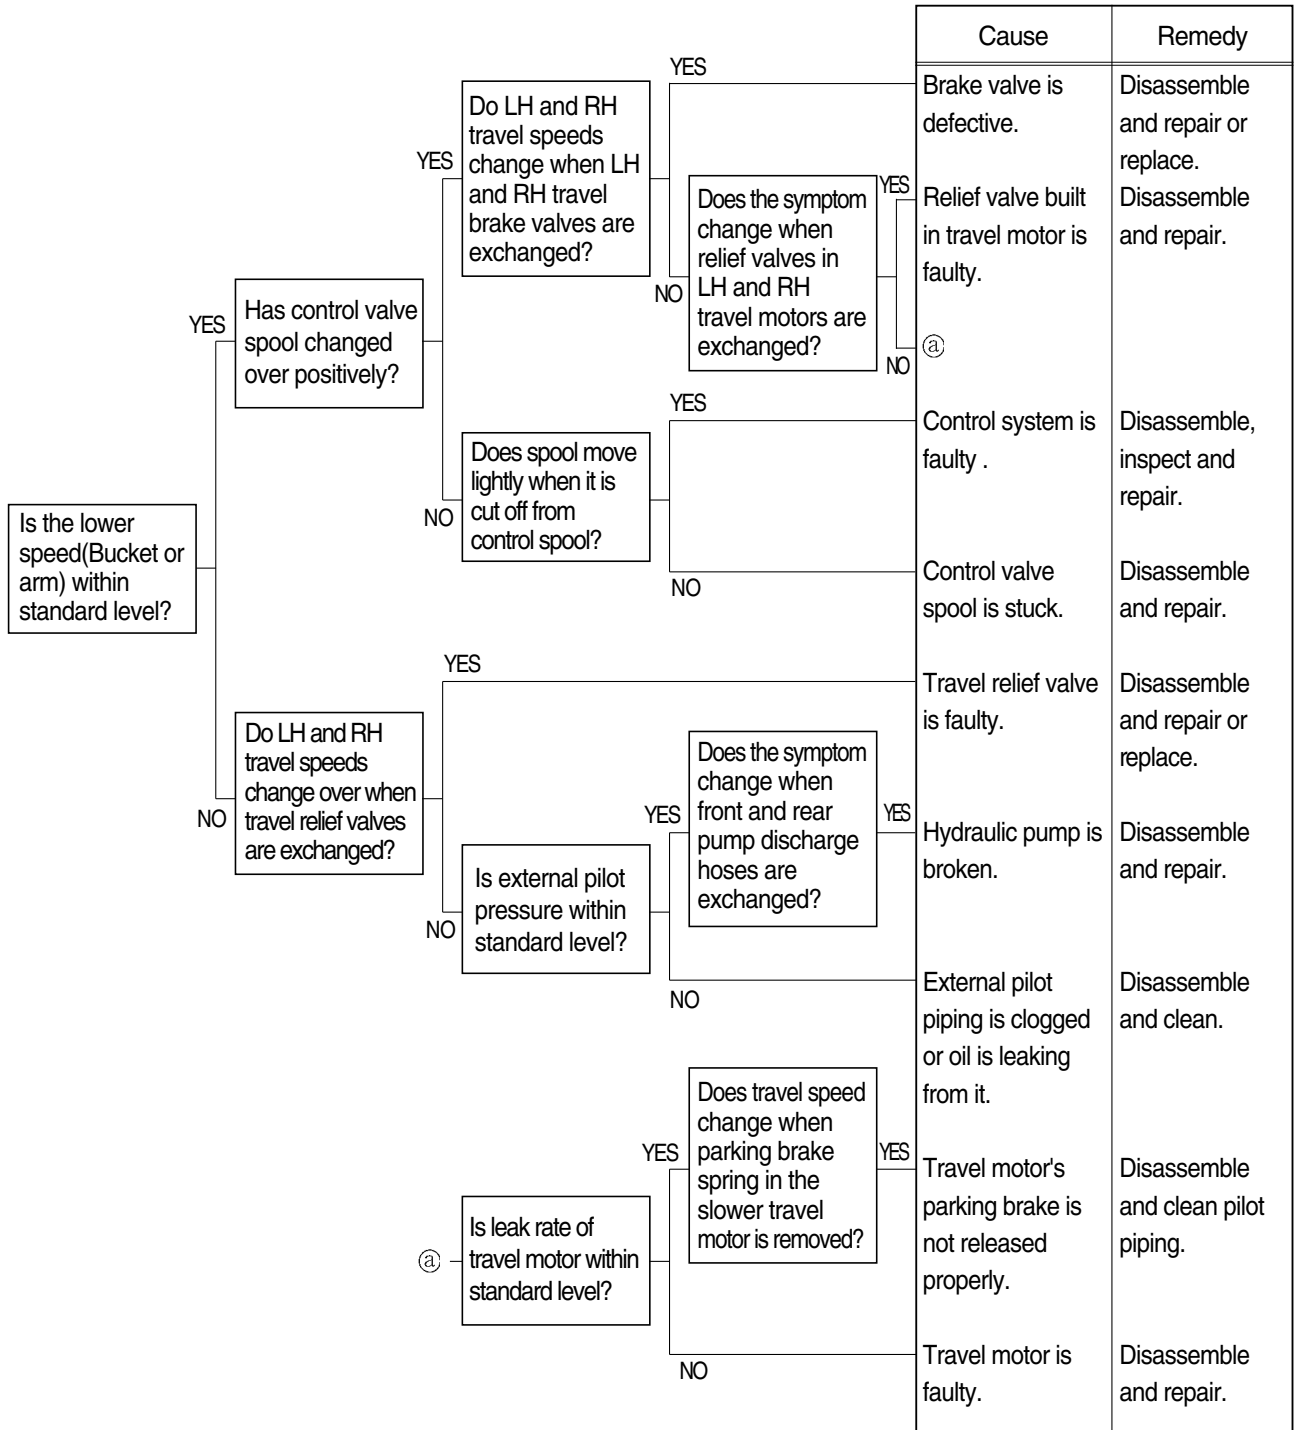 Cause
Remedy
Is the lower
speed(Bucket or
arm) within
standard level?
YES
Has control valve
spool changed
over positively?
YES
Do LH and RH
travel speeds
change when LH
and RH travel
brake valves are
exchanged?
YES
Brake valve is
defective.
Disassemble
and repair or
replace.
NO
Does the symptom
change when
relief valves in
LH and RH
travel motors are
exchanged?
YES
Relief valve built
in travel motor is
faulty.
Disassemble
and repair.
NO
ⓐ
NO
Does spool move
lightly when it is
cut off from
control spool?
YES
Control system is
faulty .
Disassemble,
inspect and
repair.
NO
Control valve
spool is stuck.
Disassemble
and repair.
NO
Do LH and RH
travel speeds
change over when
travel relief valves
are exchanged?
YES
Travel relief valve
is faulty.
Disassemble
and repair or
replace.
NO
Is external pilot
pressure within
standard level?
YES
Does the symptom
change when
front and rear
pump discharge
hoses are
exchanged?
YES
Hydraulic pump is
broken.
Disassemble
and repair.
NO
External pilot
piping is clogged
or oil is leaking
from it.
Disassemble
and clean.
ⓐ
Is leak rate of
travel motor within
standard level?
YES
Does travel speed
change when
parking brake
spring in the
slower travel
motor is removed?
YES
Travel motor's
parking brake is
not released
properly.
Disassemble
and clean pilot
piping.
NO
Travel motor is
faulty.
Disassemble
and repair.